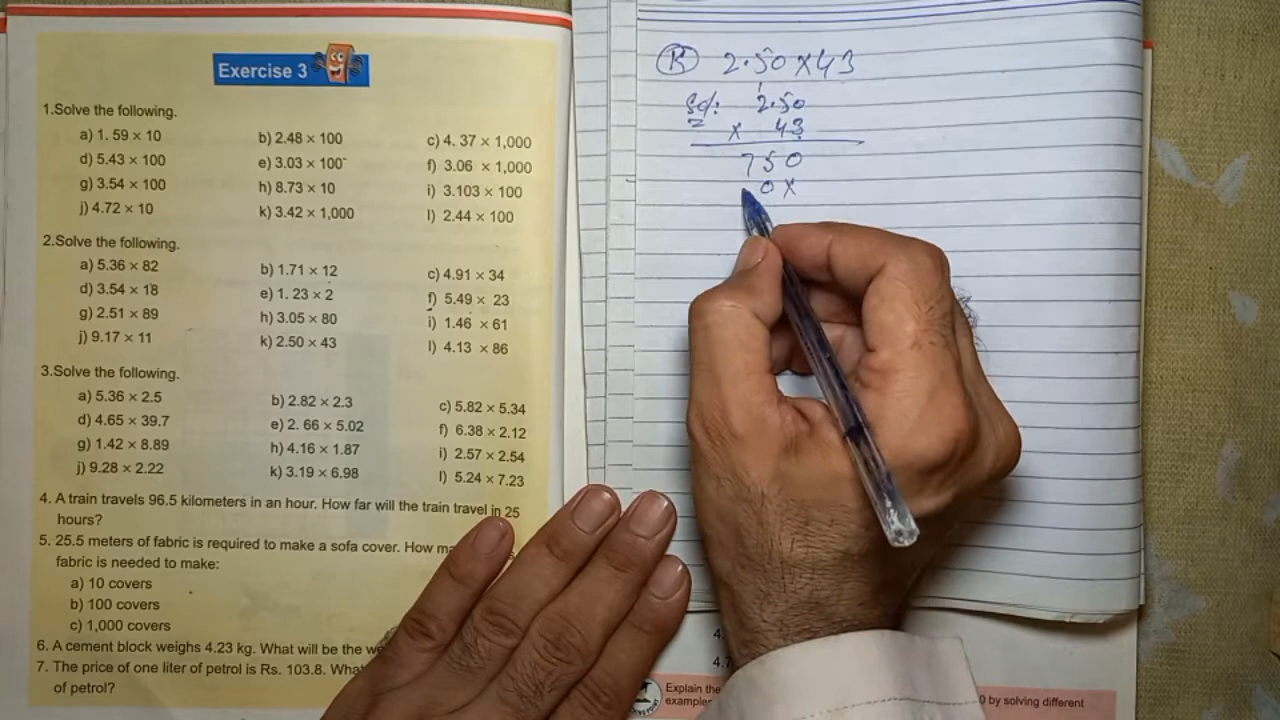 Exercise 3
1.Solve the following.
a) 1. 59 × 10 b) 2.48 × 100 c) 4. 37 × 1,000
d) 5.43 × 100 e) 3.03 × 100 f) 3.06 × 1,000
g) 3.54 × 100 h) 8.73 × 10 i) 3.103 × 100
j) 4.72 × 10 k) 3.42 × 1,000 l) 2.44 × 100
2.Solve the following.
a) 5.36 × 82 b) 1.71 × 12 c) 4.91 × 34
d) 3.54 × 18 e) 1. 23 × 2 f) 5.49 × 23
g) 2.51 × 89 h) 3.05 × 80 i) 1.46 × 61
j) 9.17 × 11 k) 2.50 × 43 l) 4.13 × 86
3.Solve the following.
a) 5.36 × 2.5 b) 2.82 × 2.3 c) 5.82 × 5.34
d) 4.65 × 39.7 e) 2. 66 × 5.02 f) 6.38 × 2.12
g) 1.42 × 8.89 h) 4.16 × 1.87 i) 2.57 × 2.54
j) 9.28 × 2.22 k) 3.19 × 6.98 l) 5.24 × 7.23
4. A train travels 96.5 kilometers in an hour. How far will the train travel in 25
hours?
5. 25.5 meters of fabric is required to make a sofa cover. How
fabric is needed to make:
a) 10 covers
b) 100 covers
c) 1,000 covers
6. A cement block weighs 4.23 kg. What will be the
7. The price of one liter of petrol is Rs. 103.8.
of petrol?
K 2.50 × 43
1
Sol: 2.50
× 43
750
0×
Explain the
0 by solving different